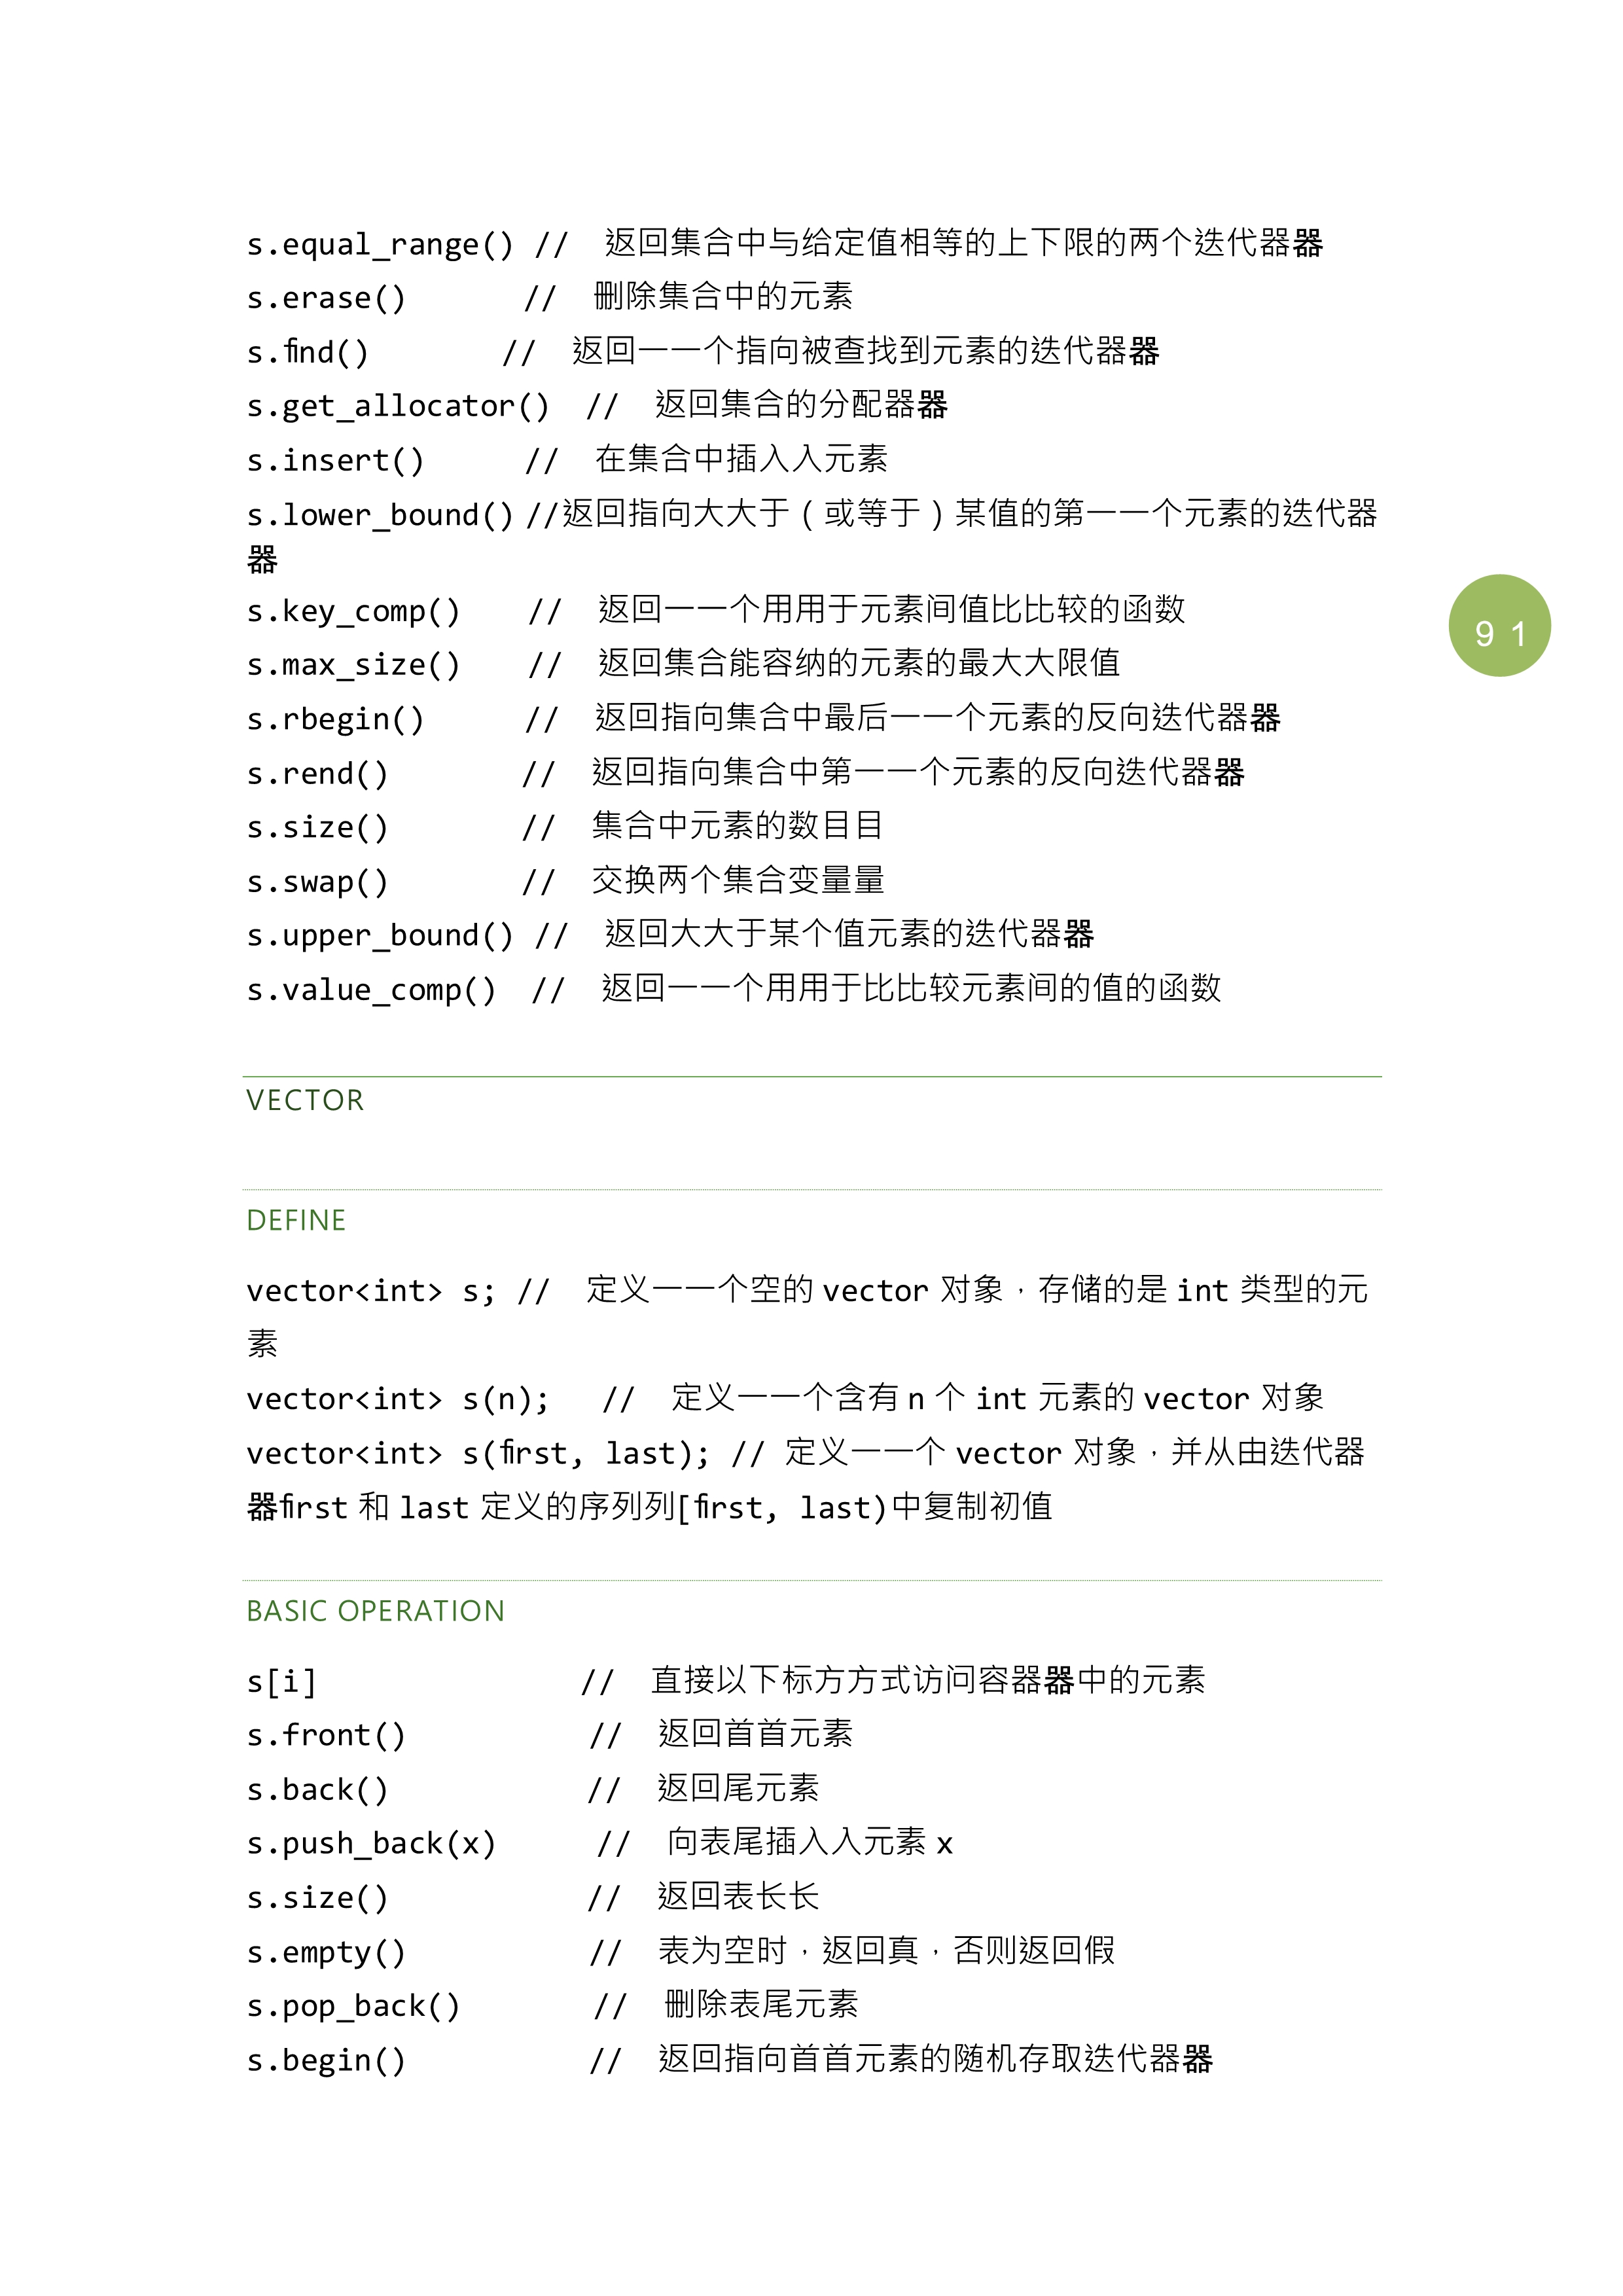 s.equal_range() // 返回集合中与给定值相等的上下限的两个迭代器器
s.erase() // 删除集合中的元素
s.find() // 返回一一个指向被查找到元素的迭代器器
s.get_allocator() // 返回集合的分配器器
s.insert() // 在集合中插入入元素
s.lower_bound() //返回指向大大于(或等于)某值的第一一个元素的迭代器
器
s.key_comp() // 返回一一个用用于元素间值比比较的函数
s.max_size() // 返回集合能容纳的元素的最大大限值
s.rbegin() // 返回指向集合中最后一一个元素的反向迭代器器
s.rend() // 返回指向集合中第一一个元素的反向迭代器器
s.size() // 集合中元素的数目目
s.swap() // 交换两个集合变量量
s.upper_bound() // 返回大大于某个值元素的迭代器器
s.value_comp() // 返回一一个用用于比比较元素间的值的函数
91
VECTOR
DEFINE
vector<int> s; // 定义一一个空的 vector 对象，存储的是 int 类型的元
素
vector<int> s(n); // 定义一一个含有 n 个 int 元素的 vector 对象
vector<int> s(first, last); // 定义一一个 vector 对象，并从由迭代器
器first 和 last 定义的序列列[first, last)中复制初值
BASIC OPERATION
s[i] // 直接以下标方方式访问容器器中的元素
s.front() // 返回首首元素
s.back() // 返回尾元素
s.push_back(x) // 向表尾插入入元素 x
s.size() // 返回表长长
s.empty() // 表为空时，返回真，否则返回假
s.pop_back() // 删除表尾元素
s.begin() // 返回指向首首元素的随机存取迭代器器